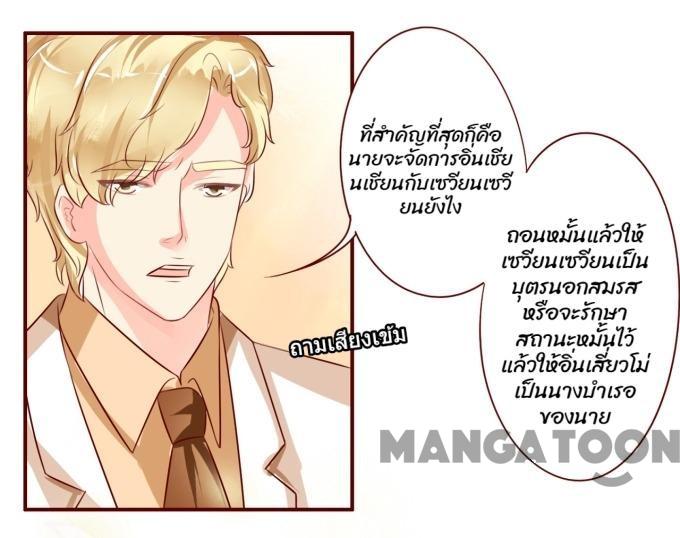 ที่สำคัญที่สุดก็คือ
นายจะจัดการอิ่นเชีย
นเชียนกับเซวียนเซวี
ยนยังไง
ถอนหมั้นแล้วให้
เซวียนเซวียนเป็น
บุตรนอกสมรส
หรือจะรักษา
สถานะหมั้นไว้
แล้วให้อิ่นเสี่ยวโม่
เป็นนางบำเรอ
ของนาย
ถามเสียงเข้ม
MANGATOON